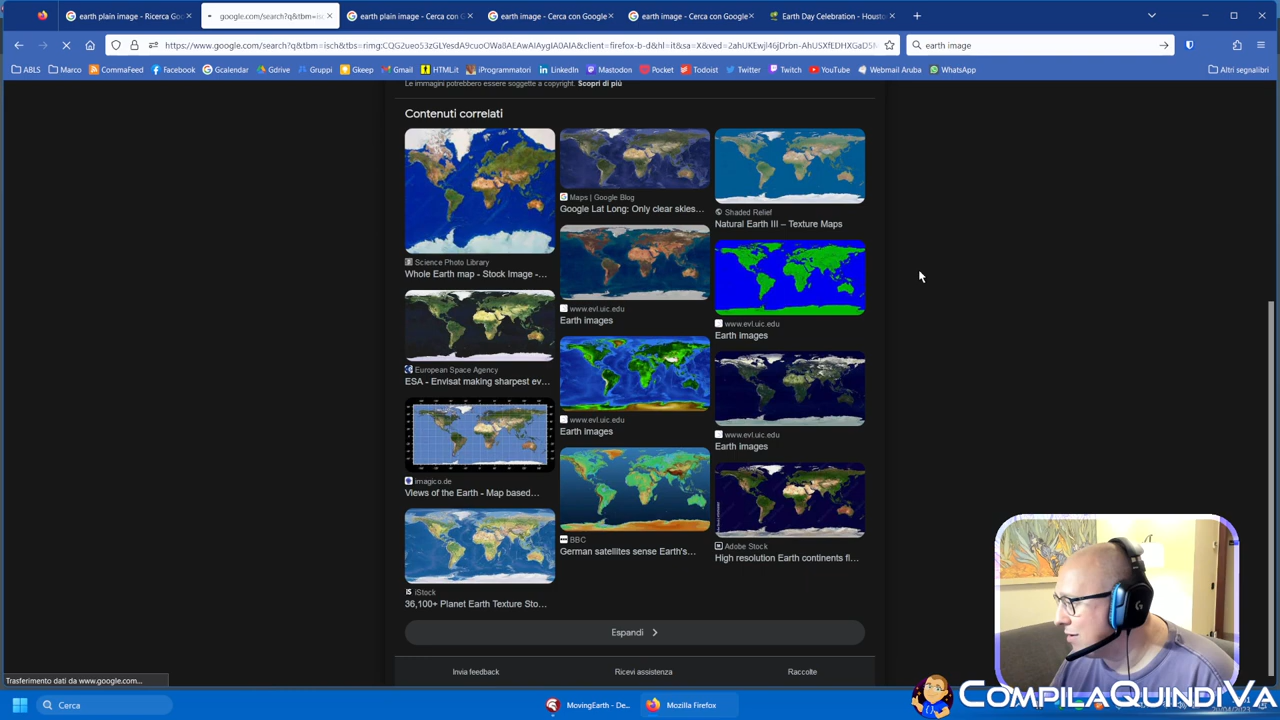 earth plain image - Ricerca Goo
google.com/search?q&tbm=isc
earth plain image - Cerca con G
earth image - Cerca con Google
earth image - Cerca con Google
Earth Day Celebration - Housto
earth image
ABLS
Marco
CommaFeed
Facebook
Gcalendar
Gdrive
Gruppi
Gkeep
Gmail
HTML.it
iProgrammatori
LinkedIn
Mastodon
Pocket
Todoist
Twitter
Twitch
YouTube
Webmail Aruba
WhatsApp
Altri segnalibri
Le immagini potrebbero essere soggette a copyright. Scopri di più
Contenuti correlati
Science Photo Library
Whole Earth map - Stock Image -...
European Space Agency
ESA - Envisat making sharpest ev...
imagico.de
Views of the Earth - Map based...
iStock
36,100+ Planet Earth Texture Sto...
Maps | Google Blog
Google Lat Long: Only clear skies...
www.evl.uic.edu
Earth images
www.evl.uic.edu
Earth images
BBC
German satellites sense Earth's...
Shaded Relief
Natural Earth III – Texture Maps
www.evl.uic.edu
Earth images
www.evl.uic.edu
Earth images
Adobe Stock
High resolution Earth continents fl...
Espandi
Invia feedback
Ricevi assistenza
Raccolte
Trasferimento dati da www.google.com...
COMPILAQUINDIVA
Cerca
MovingEarth - De...
Mozilla Firefox